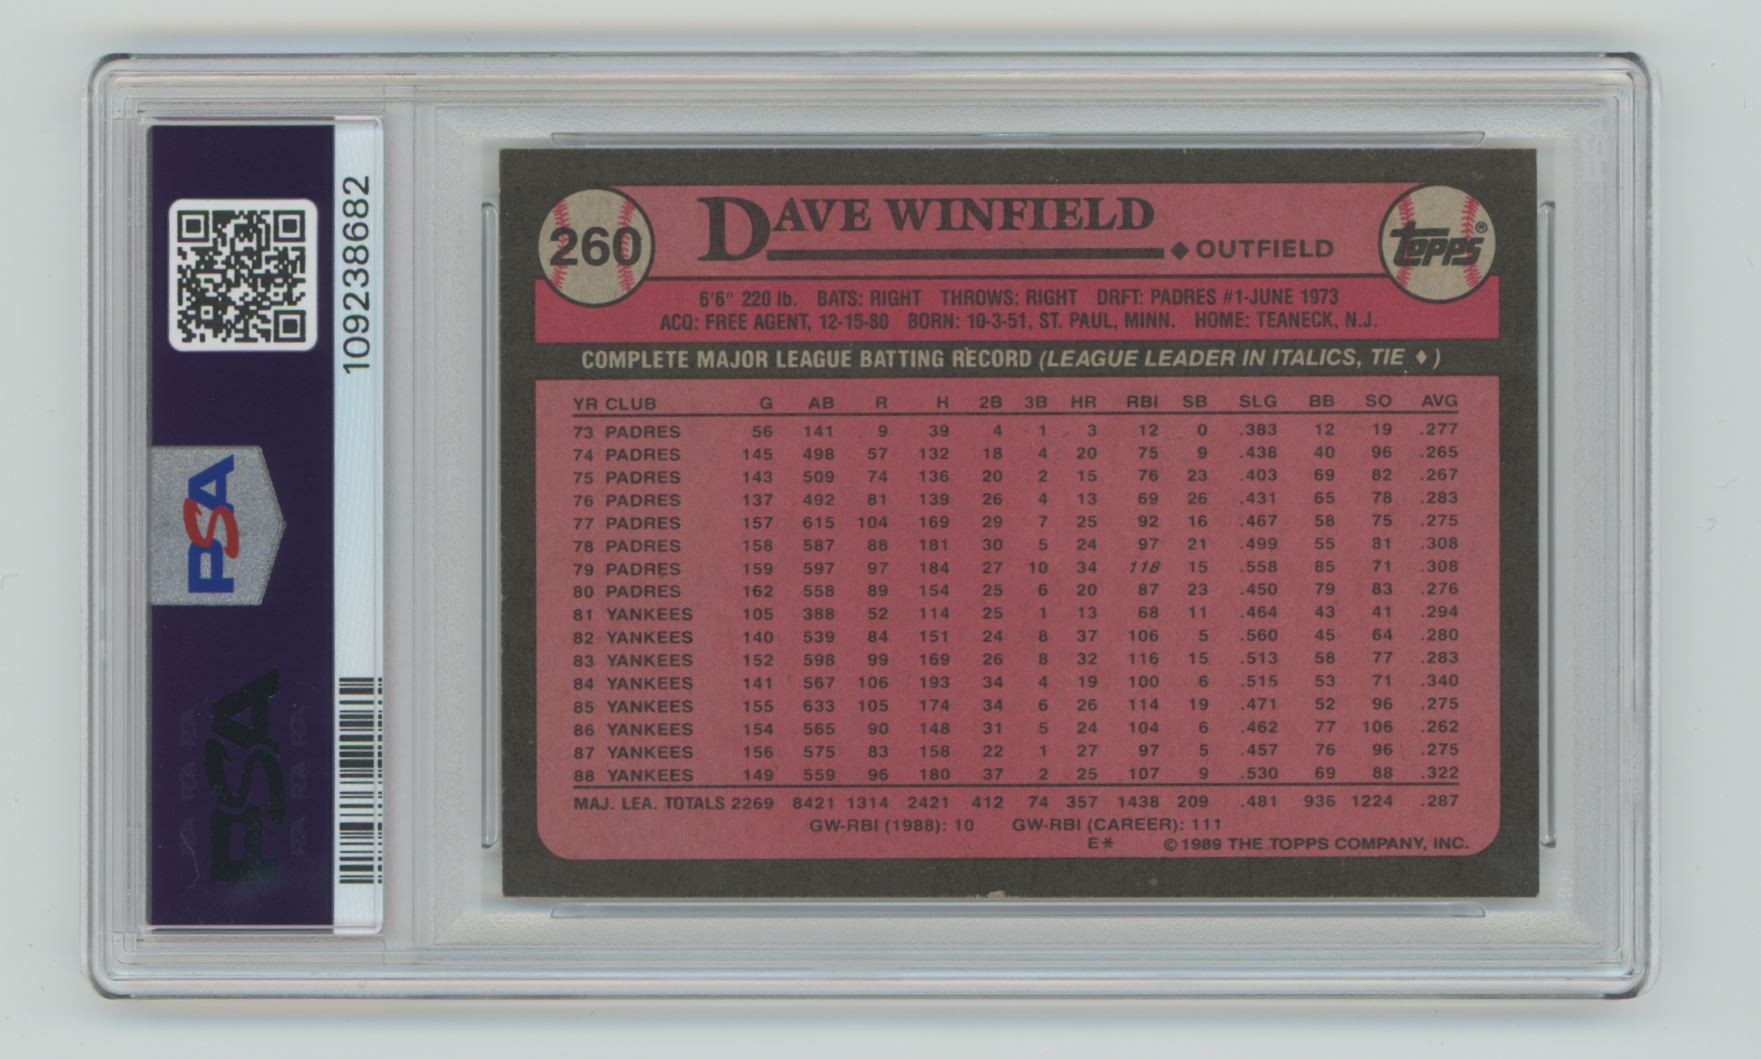 109238682
PSA
PSA
260
DAVE WINFIELD
◆ OUTFIELD
TOPPS®
6'6" 220 lb. BATS: RIGHT THROWS: RIGHT DRFT: PADRES #1-JUNE 1973
ACQ: FREE AGENT, 12-15-80 BORN: 10-3-51, ST. PAUL, MINN. HOME: TEANECK, N.J.
COMPLETE MAJOR LEAGUE BATTING RECORD (LEAGUE LEADER IN ITALICS, TIE ♦)
YR CLUB G AB R H 2B 3B HR RBI SB SLG BB SO AVG
73 PADRES 56 141 9 39 4 1 3 12 0 .383 12 19 .277
74 PADRES 145 498 57 132 18 4 20 75 9 .438 40 96 .265
75 PADRES 143 509 74 136 20 2 15 76 23 .403 69 82 .267
76 PADRES 137 492 81 139 26 4 13 69 26 .431 65 78 .283
77 PADRES 157 615 104 169 29 7 25 92 16 .467 58 75 .275
78 PADRES 158 587 88 181 30 5 24 97 21 .499 55 81 .308
79 PADRES 159 597 97 184 27 10 34 118 15 .558 85 71 .308
80 PADRES 162 558 89 154 25 6 20 87 23 .450 79 83 .276
81 YANKEES 105 388 52 114 25 1 13 68 11 .464 43 41 .294
82 YANKEES 140 539 84 151 24 8 37 106 5 .560 45 64 .280
83 YANKEES 152 598 99 169 26 8 32 116 15 .513 58 77 .283
84 YANKEES 141 567 106 193 34 4 19 100 6 .515 53 71 .340
85 YANKEES 155 633 105 174 34 6 26 114 19 .471 52 96 .275
86 YANKEES 154 565 90 148 31 5 24 104 6 .462 77 106 .262
87 YANKEES 156 575 83 158 22 1 27 97 5 .457 76 96 .275
88 YANKEES 149 559 96 180 37 2 25 107 9 .530 69 88 .322
MAJ. LEA. TOTALS 2269 8421 1314 2421 412 74 357 1438 209 .481 936 1224 .287
GW-RBI (1988): 10 GW-RBI (CAREER): 111
E* ©1989 THE TOPPS COMPANY, INC.